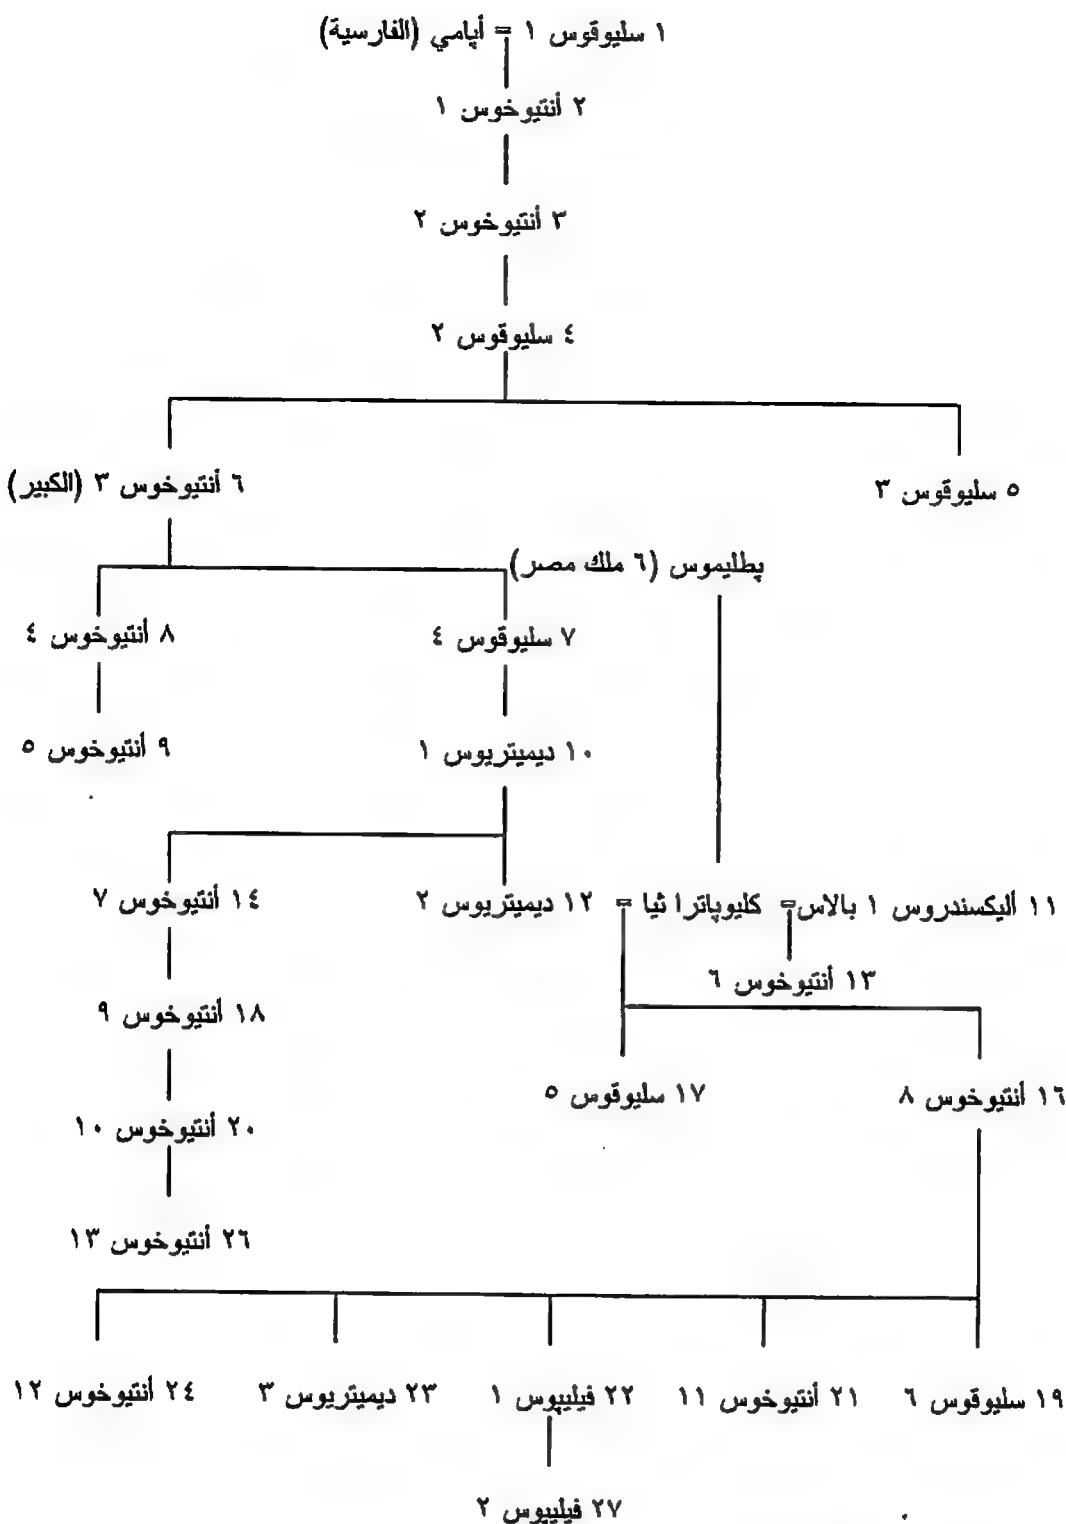 ١ سليوقوس ١ = أپامي (الفارسية)
٢ أنتيوخوس ١
٣ أنتيوخوس ٢
٤ سليوقوس ٢
٥ سليوقوس ٣
٦ أنتيوخوس ٣ (الكبير)
پطليموس (٦ ملك مصر)
٧ سليوقوس ٤
٨ أنتيوخوس ٤
١٠ ديميتريوس ١
٩ أنتيوخوس ٥
١١ أليكسندروس ١ بالاس = كليوپاترا ثيا = ١٢ ديميتريوس ٢
١٤ أنتيوخوس ٧
١٣ أنتيوخوس ٦
١٨ أنتيوخوس ٩
١٦ أنتيوخوس ٨
١٧ سليوقوس ٥
٢٠ أنتيوخوس ١٠
٢٦ أنتيوخوس ١٣
١٩ سليوقوس ٦
٢١ أنتيوخوس ١١
٢٢ فيليپوس ١
٢٣ ديميتريوس ٣
٢٤ أنتيوخوس ١٢
٢٧ فيليپوس ٢